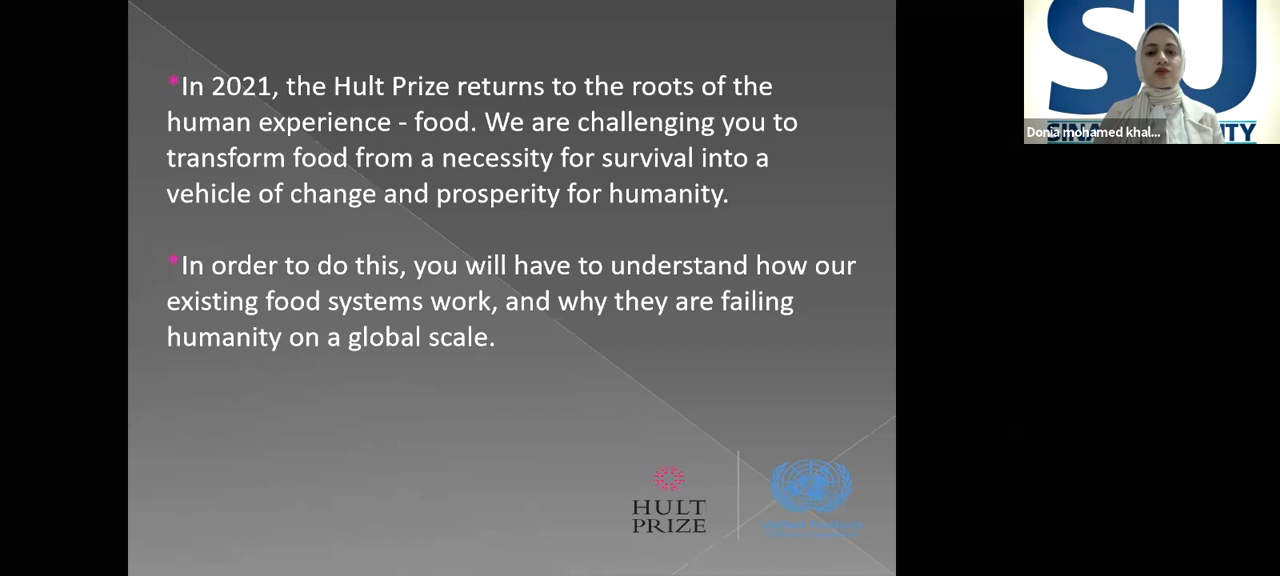 *In 2021, the Hult Prize returns to the roots of the
human experience - food. We are challenging you to
transform food from a necessity for survival into a
vehicle of change and prosperity for humanity.
*In order to do this, you will have to understand how our
existing food systems work, and why they are failing
humanity on a global scale.
HULT
PRIZE
SU
Donia mohamed khal...